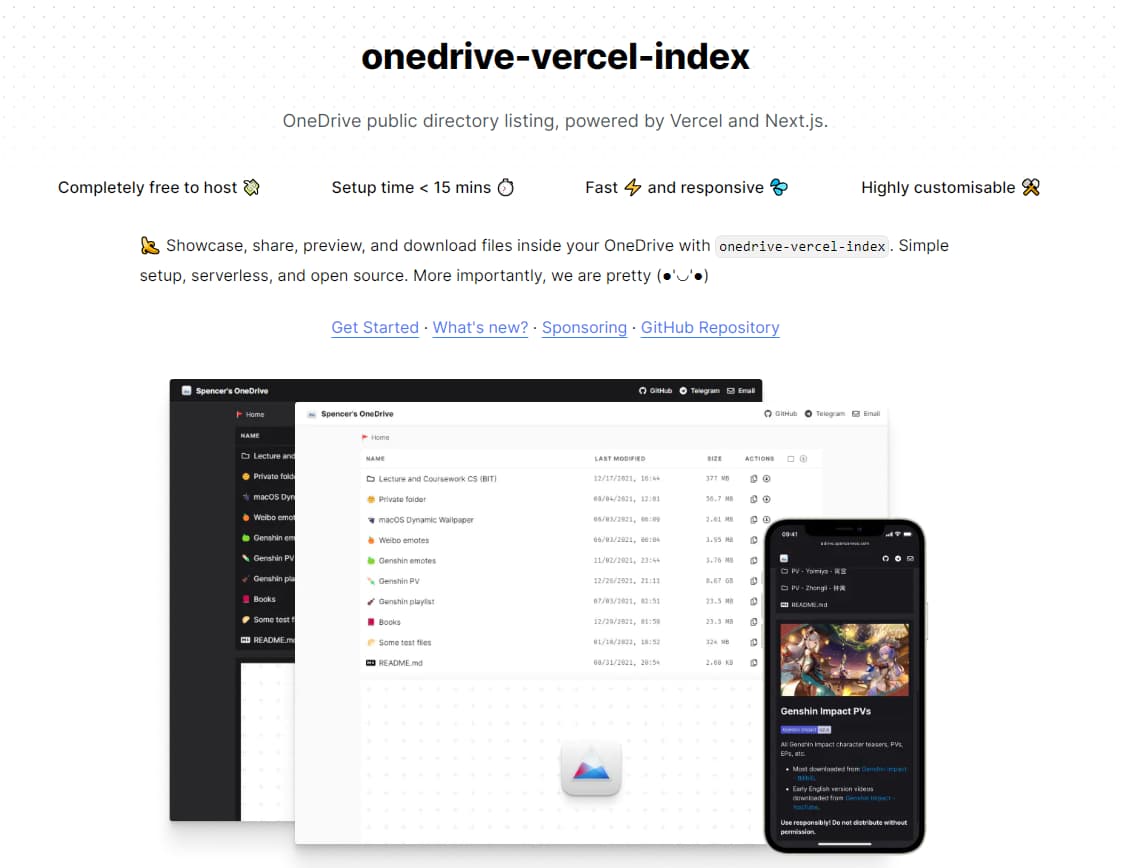 onedrive-vercel-index
OneDrive public directory listing, powered by Vercel and Next.js.
Completely free to host
Setup time < 15 mins
Fast ⚡ and responsive
Highly customisable
Showcase, share, preview, and download files inside your OneDrive with onedrive-vercel-index. Simple
setup, serverless, and open source. More importantly, we are pretty (●'◡'●)
Get Started · What's new? · Sponsoring · GitHub Repository
Spencer's OneDrive
GitHub Telegram Email
Home
NAME
Lecture and
Private fold
macOS Dyn
Weibo emot
Genshin em
Genshin PV
Genshin pla
Books
Some test f
README.m
Spencer's OneDrive
GitHub Telegram Email
Home
NAME LAST MODIFIED SIZE ACTIONS
Lecture and Coursework CS (BIT) 12/17/2021, 16:44 377 MB
Private folder 08/04/2021, 12:01 56.7 MB
macOS Dynamic Wallpaper 06/03/2021, 06:09 2.61 MB
Weibo emotes 06/03/2021, 06:04 3.95 MB
Genshin emotes 11/02/2021, 23:44 3.76 MB
Genshin PV 12/26/2021, 21:11 8.67 GB
Genshin playlist 07/03/2021, 02:51 23.5 MB
Books 12/29/2021, 01:58 23.3 MB
Some test files 01/16/2022, 18:52 324 MB
README.md 08/31/2021, 20:54 2.60 KB
09:41
PV - Yoimiya - 宵宫
PV - Zhongli - 钟离
README.md
Genshin Impact PVs
All Genshin Impact character teasers, PVs,
EPs, etc.
Most downloaded from Genshin Impact
- Bilibili.
Early English version videos
downloaded from Genshin Impact -
YouTube.
Use responsibly! Do not distribute without
permission.